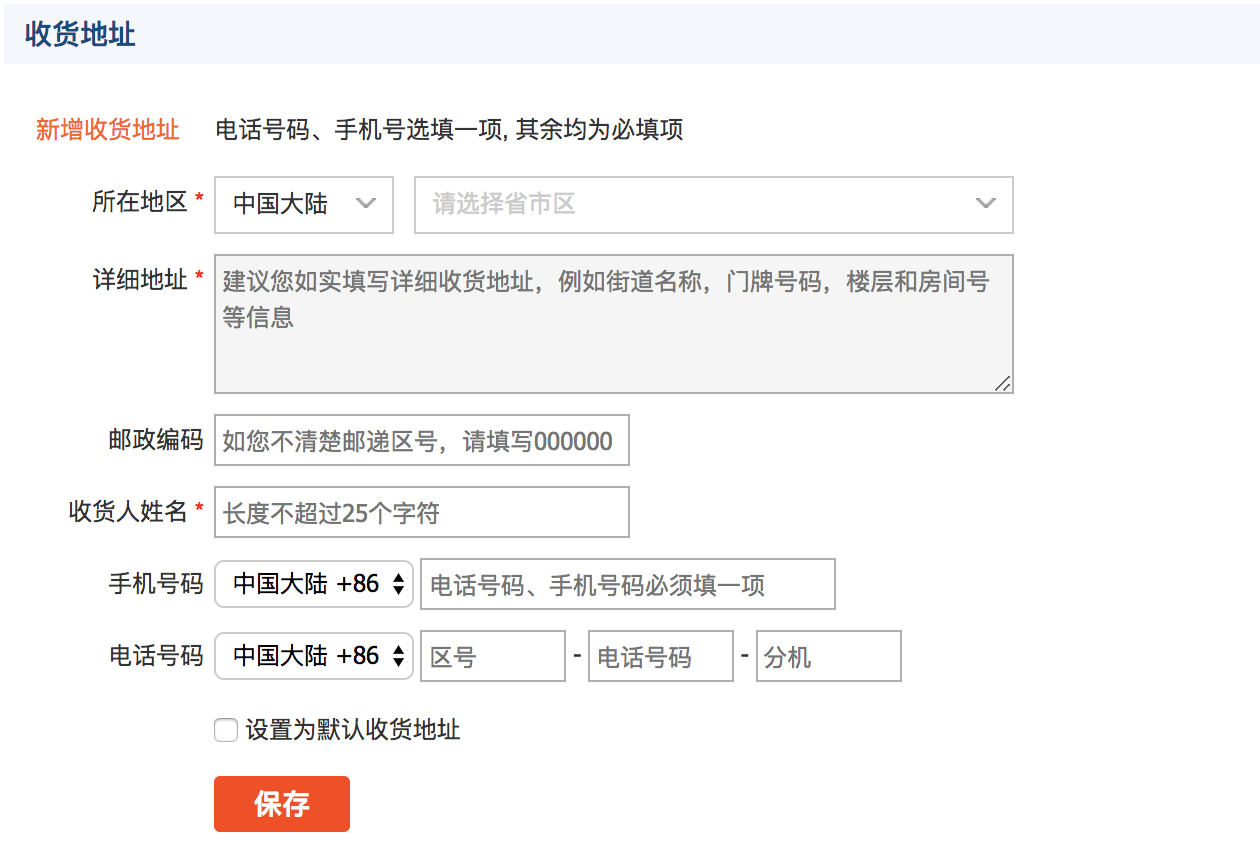 收货地址
新增收货地址 电话号码、手机号选填一项, 其余均为必填项
所在地区 * 中国大陆 请选择省市区
详细地址 * 建议您如实填写详细收货地址，例如街道名称，门牌号码，楼层和房间号
等信息
邮政编码 如您不清楚邮递区号，请填写000000
收货人姓名 * 长度不超过25个字符
手机号码 中国大陆 +86 电话号码、手机号码必须填一项
电话号码 中国大陆 +86 区号 - 电话号码 - 分机
设置为默认收货地址
保存